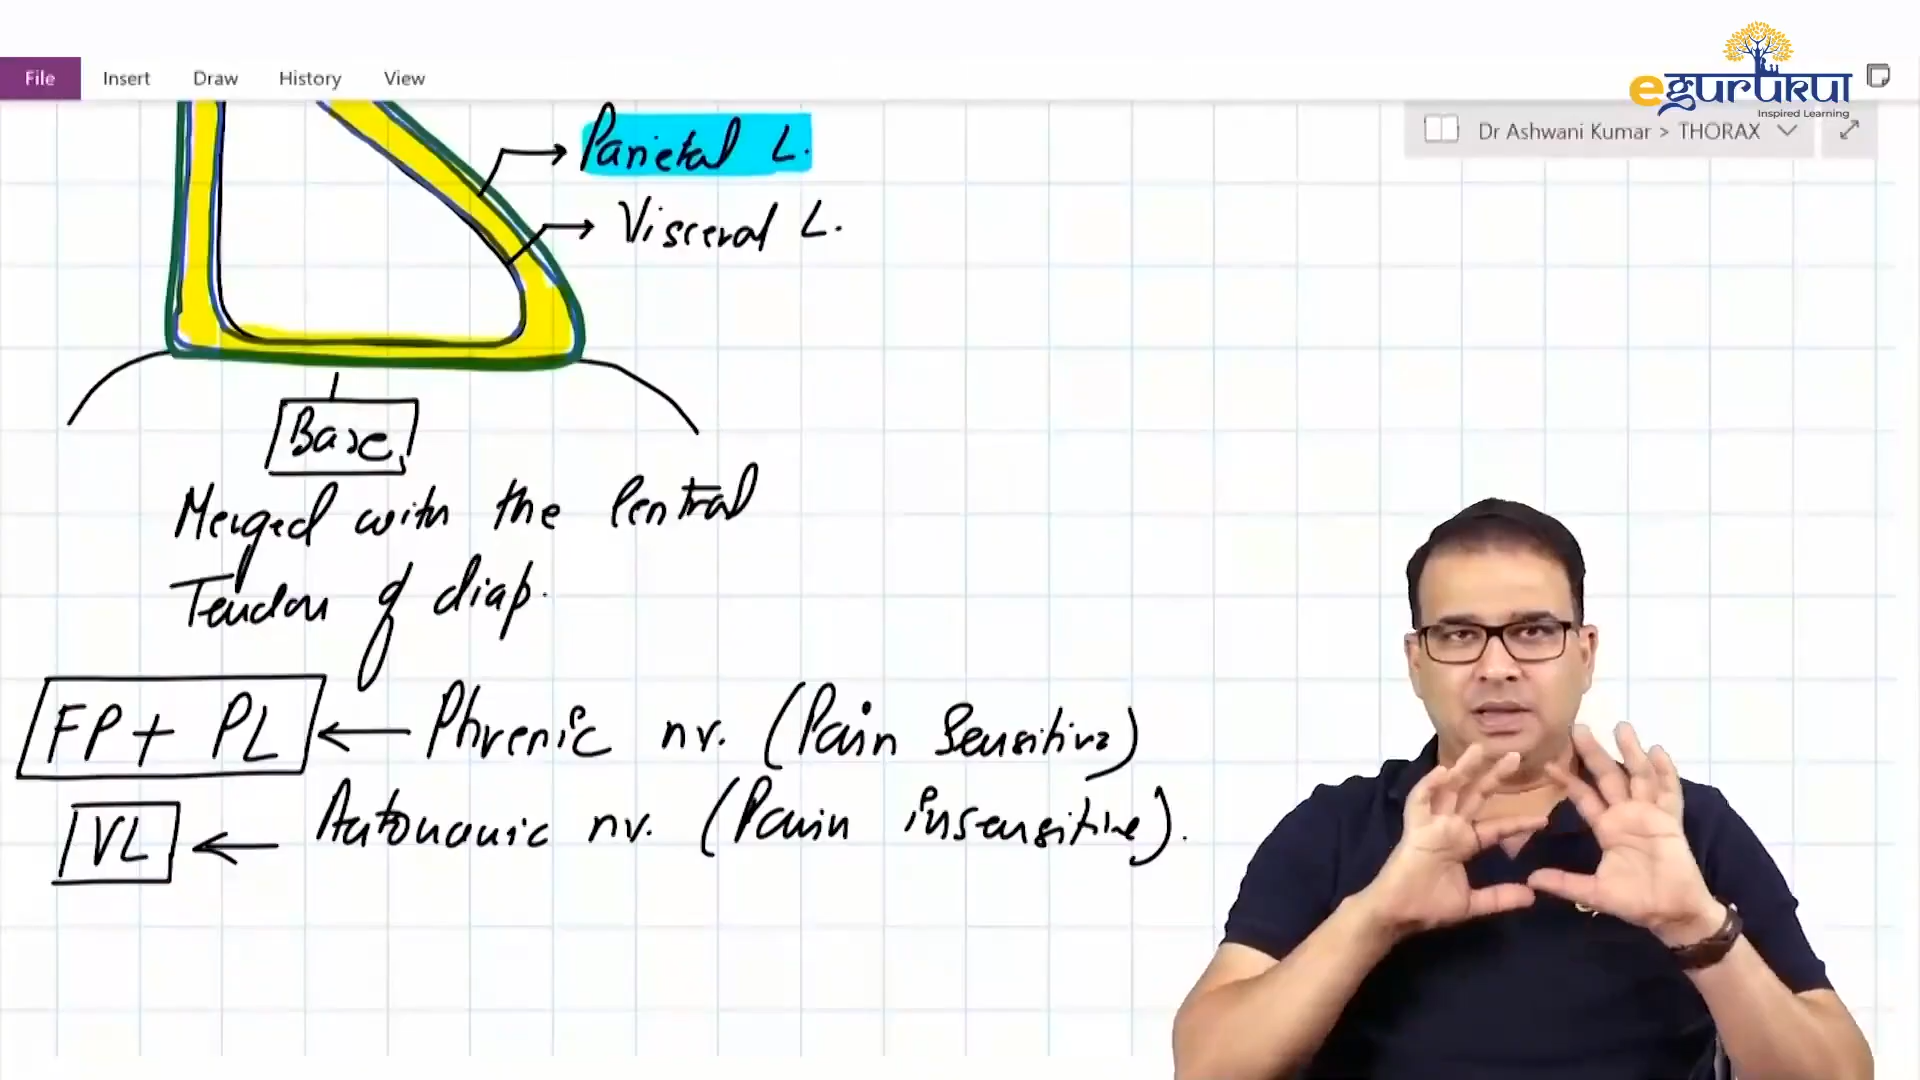 egurukul
Inspired Learning
File Insert Draw History View
Dr Ashwani Kumar > THORAX
Parietal L.
Visceral L.
Base
Merged with the Central
Tendon of diap.
FP + PL ← Phrenic nv. (Pain Sensitive)
VL ← Autonomic nv. (Pain insensitive).